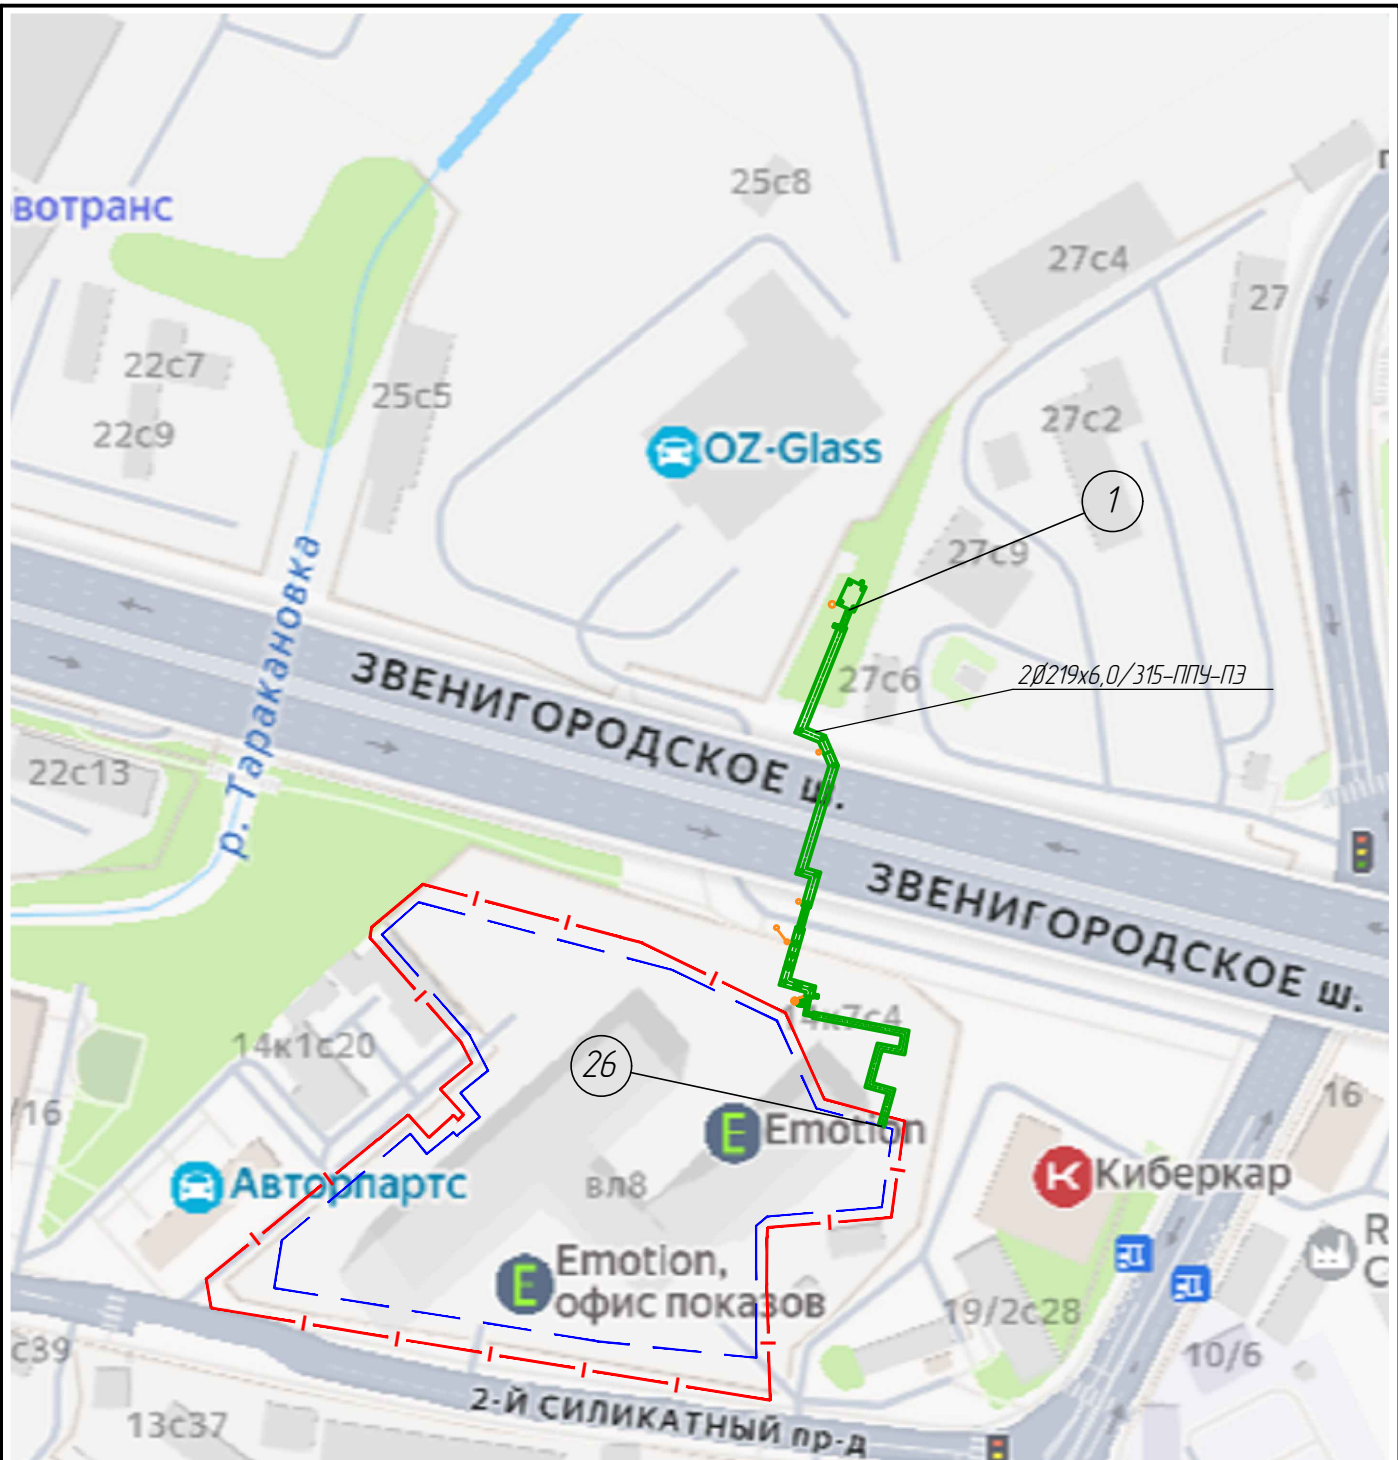 25с8
вотранс
27с4
27
22с7
25с5
27с2
22с9
OZ-Glass
1
27с9
р. Таракановка
27с6
2Ø219х6,0/315-ППУ-ПЭ
ЗВЕНИГОРОДСКОЕ ш.
22с13
ЗВЕНИГОРОДСКОЕ ш.
14к7с4
14к1с20
26
/16
16
Emotion
Авторпартс
вл8
Киберкар
R
C
Emotion,
офис показов
19/2с28
с39
10/6
13с37
2-й СИЛИКАТНЫЙ пр-д